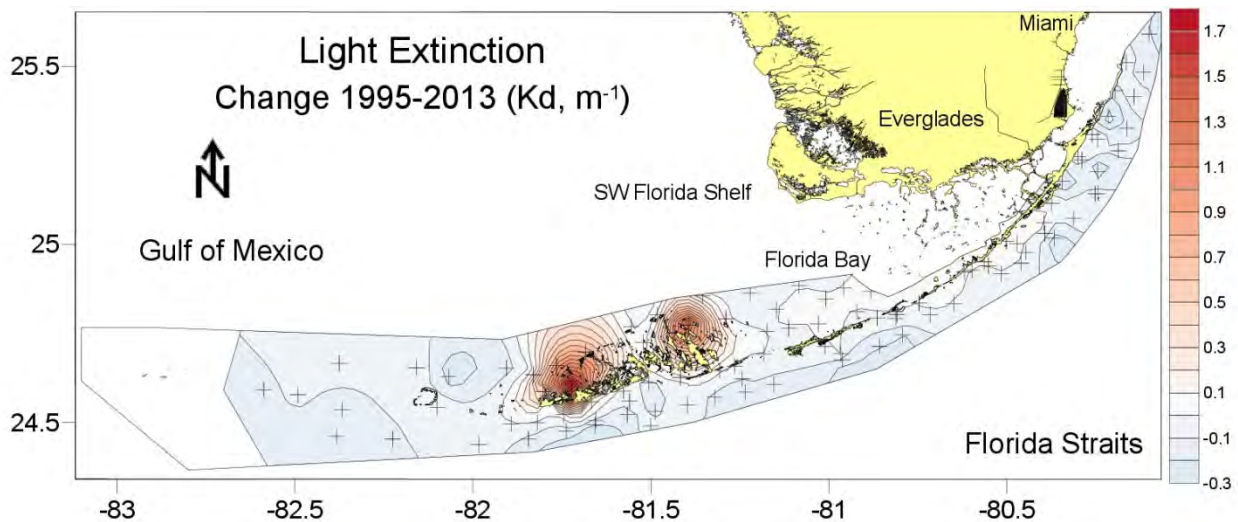 Light Extinction
Change 1995-2013 (Kd, m⁻¹)
N
Miami
Everglades
SW Florida Shelf
Gulf of Mexico
Florida Bay
Florida Straits
25.5
25
24.5
-83
-82.5
-82
-81.5
-81
-80.5
1.7
1.5
1.3
1.1
0.9
0.7
0.5
0.3
0.1
-0.1
-0.3